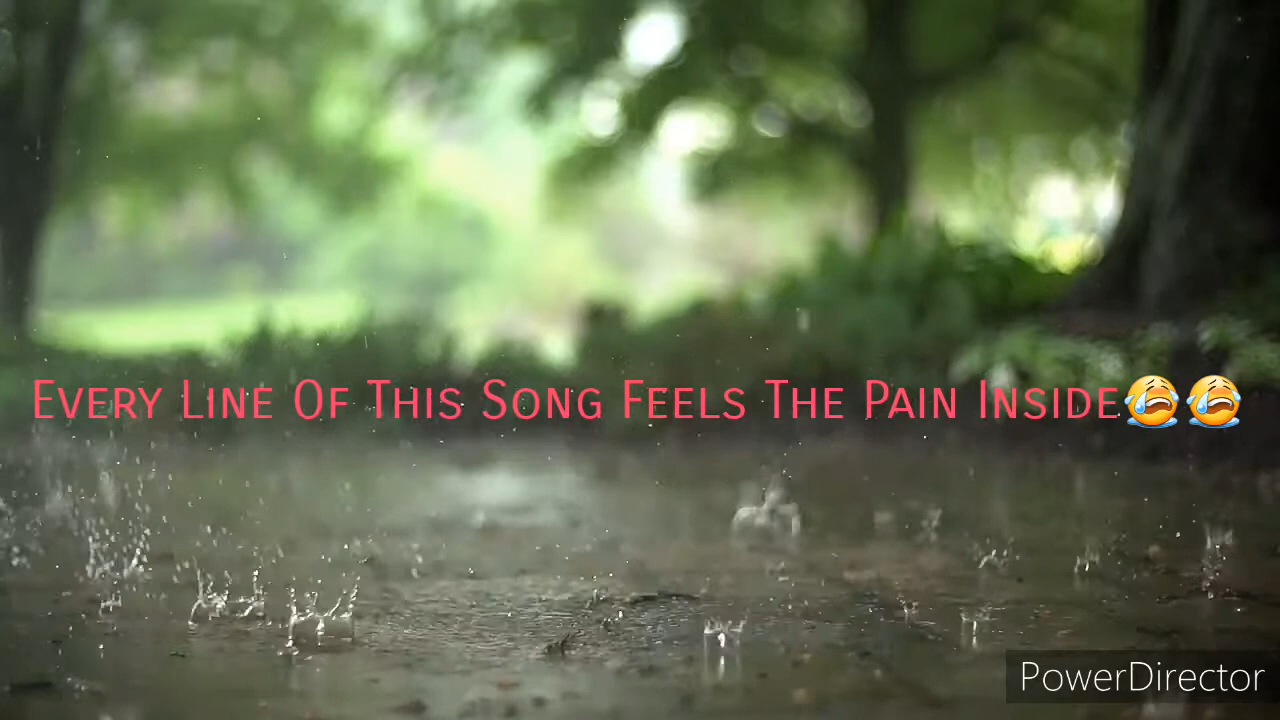 Every Line Of This Song Feels The Pain Inside😭😭
PowerDirector